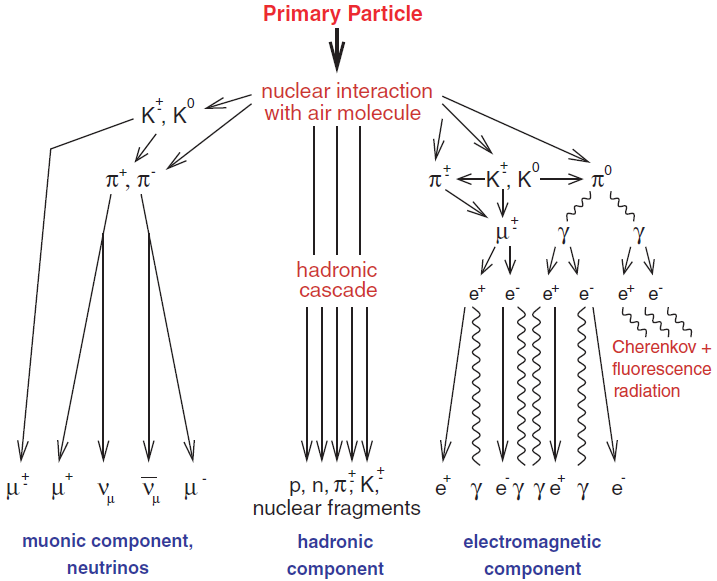 Primary Particle
nuclear interaction
with air molecule
K±, K⁰
π⁺, π⁻
π±
K±, K⁰
π⁰
μ±
γ
γ
hadronic
cascade
e⁺ e⁻ e⁺ e⁻ e⁺ e⁻
Cherenkov +
fluorescence
radiation
μ± μ⁺ νμ ν̅μ μ⁻
p, n, π±, K±,
nuclear fragments
e⁺ γ e⁻ γ γ e⁺ γ e⁻
muonic component,
neutrinos
hadronic
component
electromagnetic
component